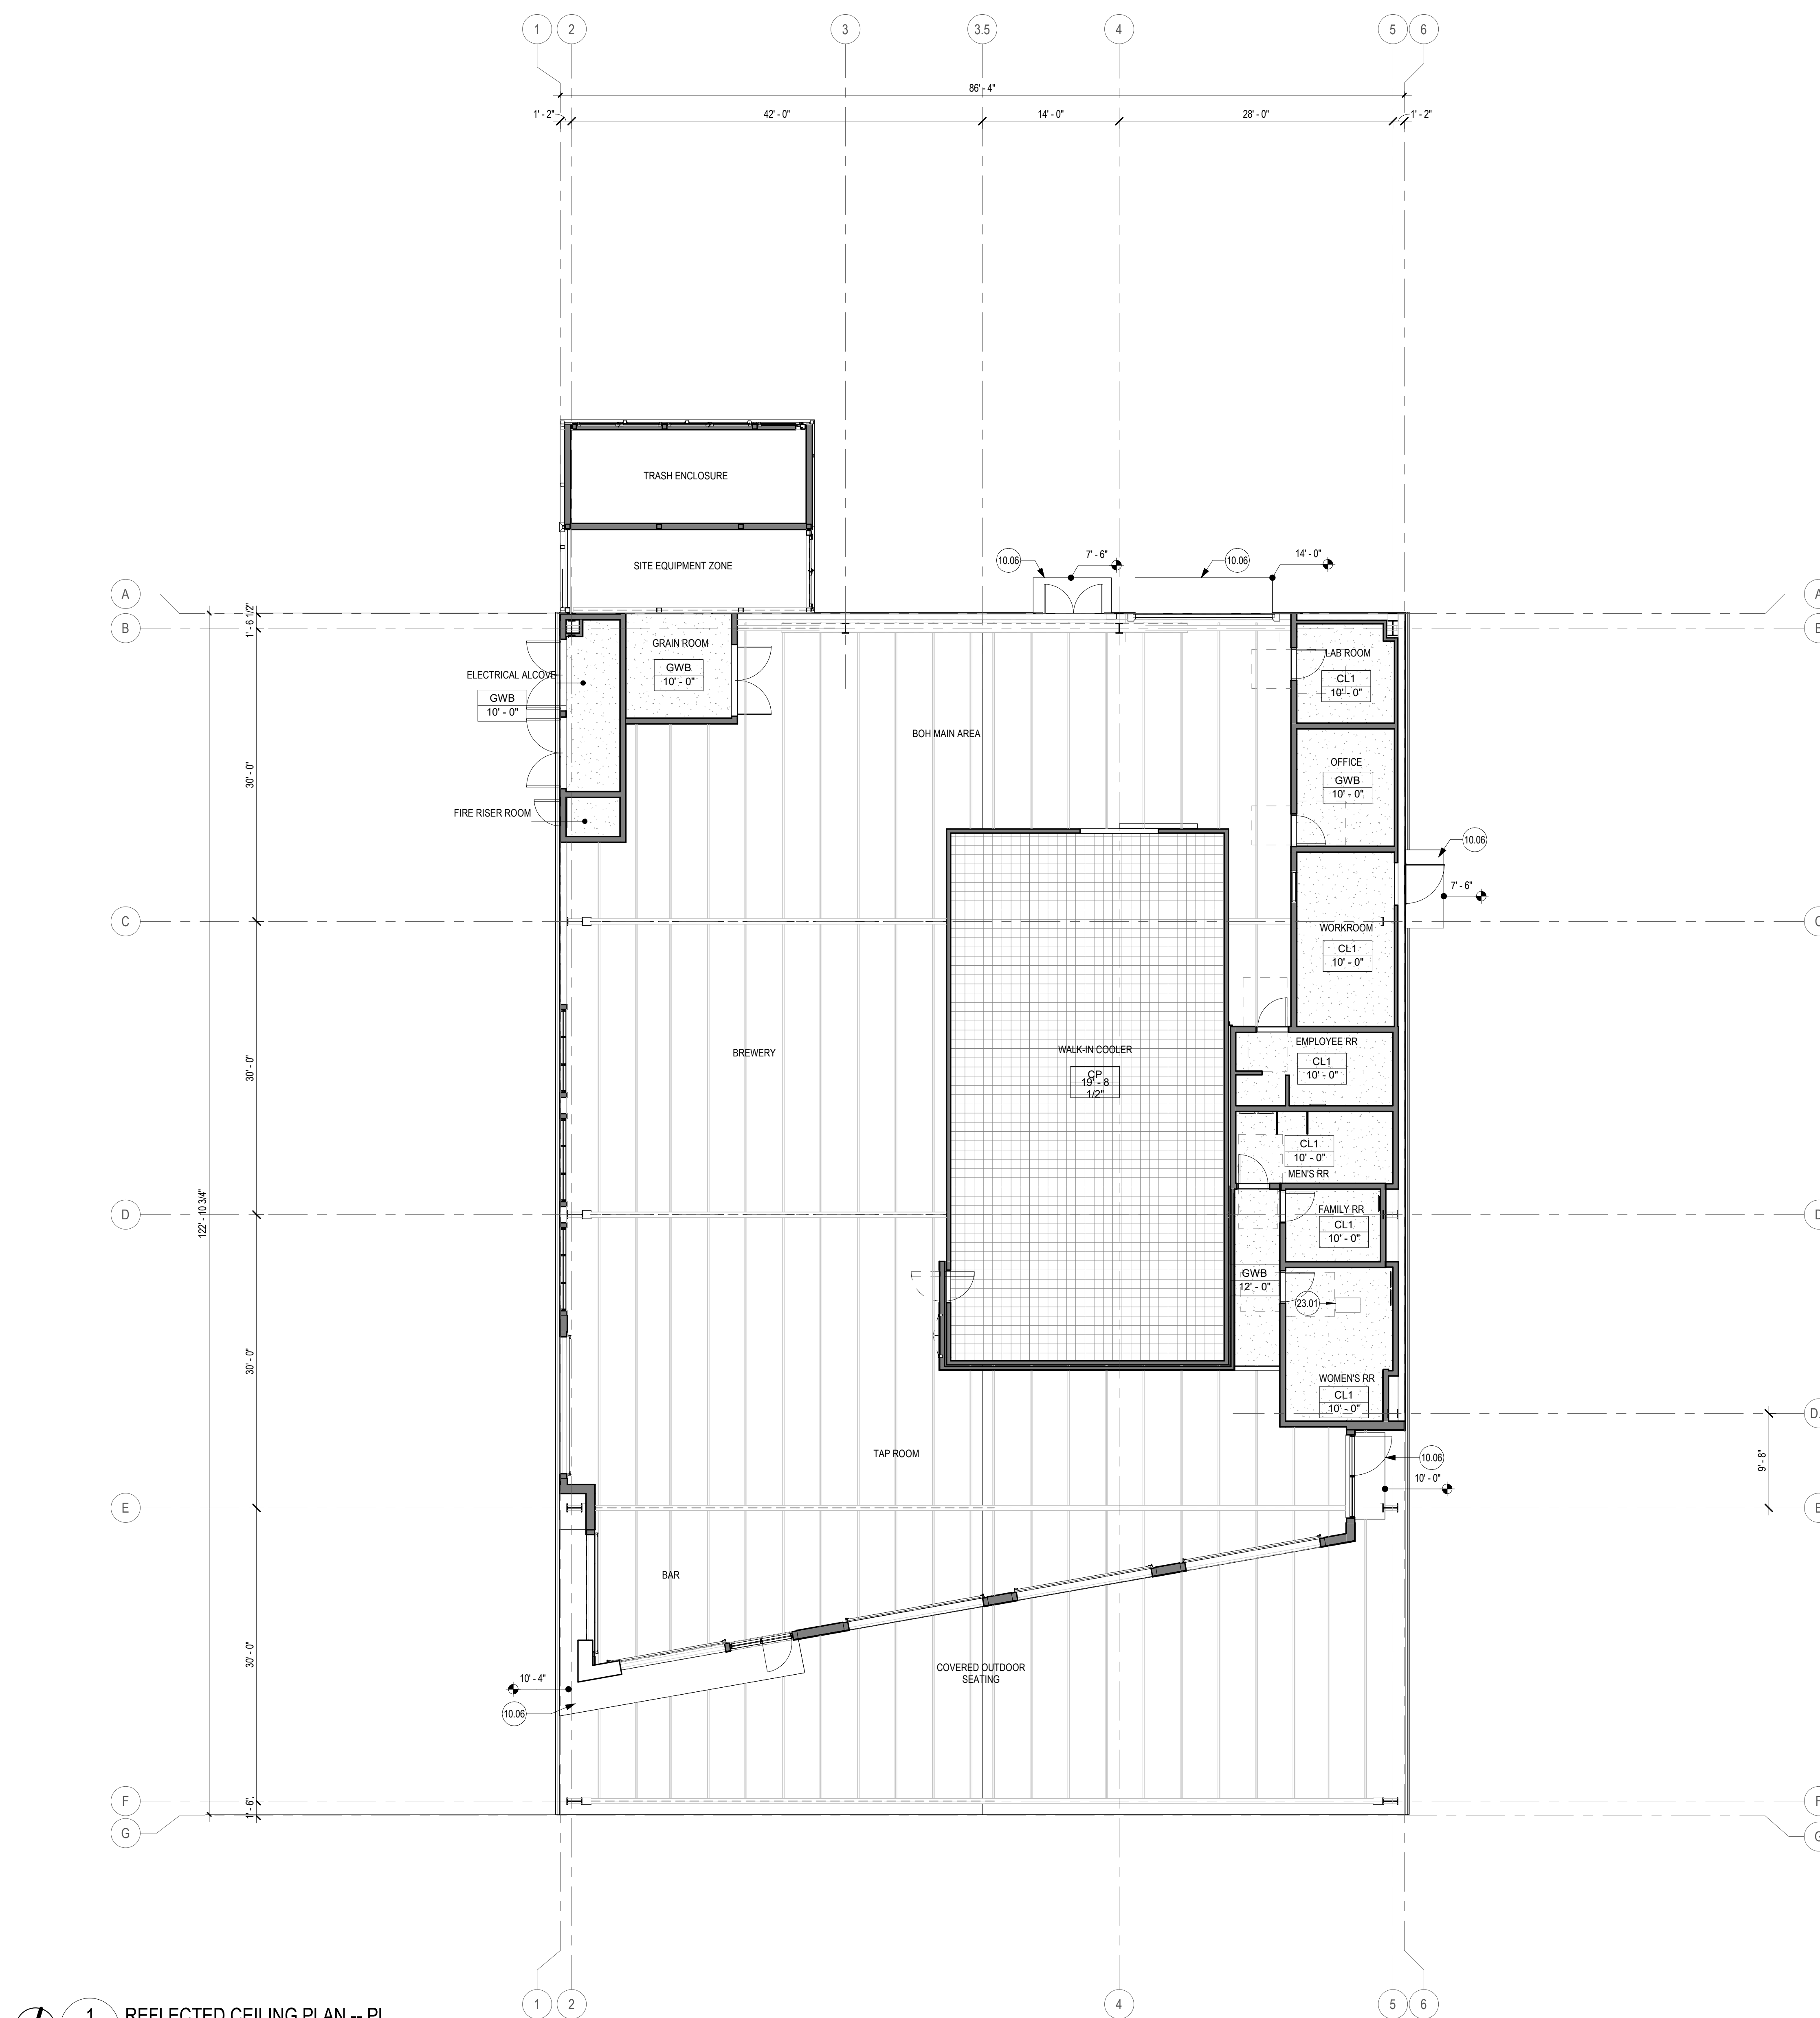 1
2
3
3.5
4
5
6
86' - 4"
1' - 2"
42' - 0"
14' - 0"
28' - 0"
1' - 2"
TRASH ENCLOSURE
SITE EQUIPMENT ZONE
10.06
7' - 6"
10.06
14' - 0"
A
A
1' - 6 1/2"
B
GRAIN ROOM
GWB
10' - 0"
ELECTRICAL ALCOVE
GWB
10' - 0"
LAB ROOM
CL1
10' - 0"
BOH MAIN AREA
30' - 0"
OFFICE
GWB
10' - 0"
FIRE RISER ROOM
10.06
7' - 6"
C
WORKROOM
CL1
10' - 0"
BREWERY
30' - 0"
WALK-IN COOLER
CP
19' - 8
1/2"
EMPLOYEE RR
CL1
10' - 0"
CL1
10' - 0"
MEN'S RR
122' - 10 3/4"
D
FAMILY RR
CL1
10' - 0"
GWB
12' - 0"
23.01
30' - 0"
WOMEN'S RR
CL1
10' - 0"
D.
TAP ROOM
10.06
10' - 0"
9' - 8"
E
BAR
30' - 0"
COVERED OUTDOOR
SEATING
10' - 4"
10.06
F
1' - 6"
G
1
2
4
5
6
1
REFLECTED CEILING PLAN -- PL